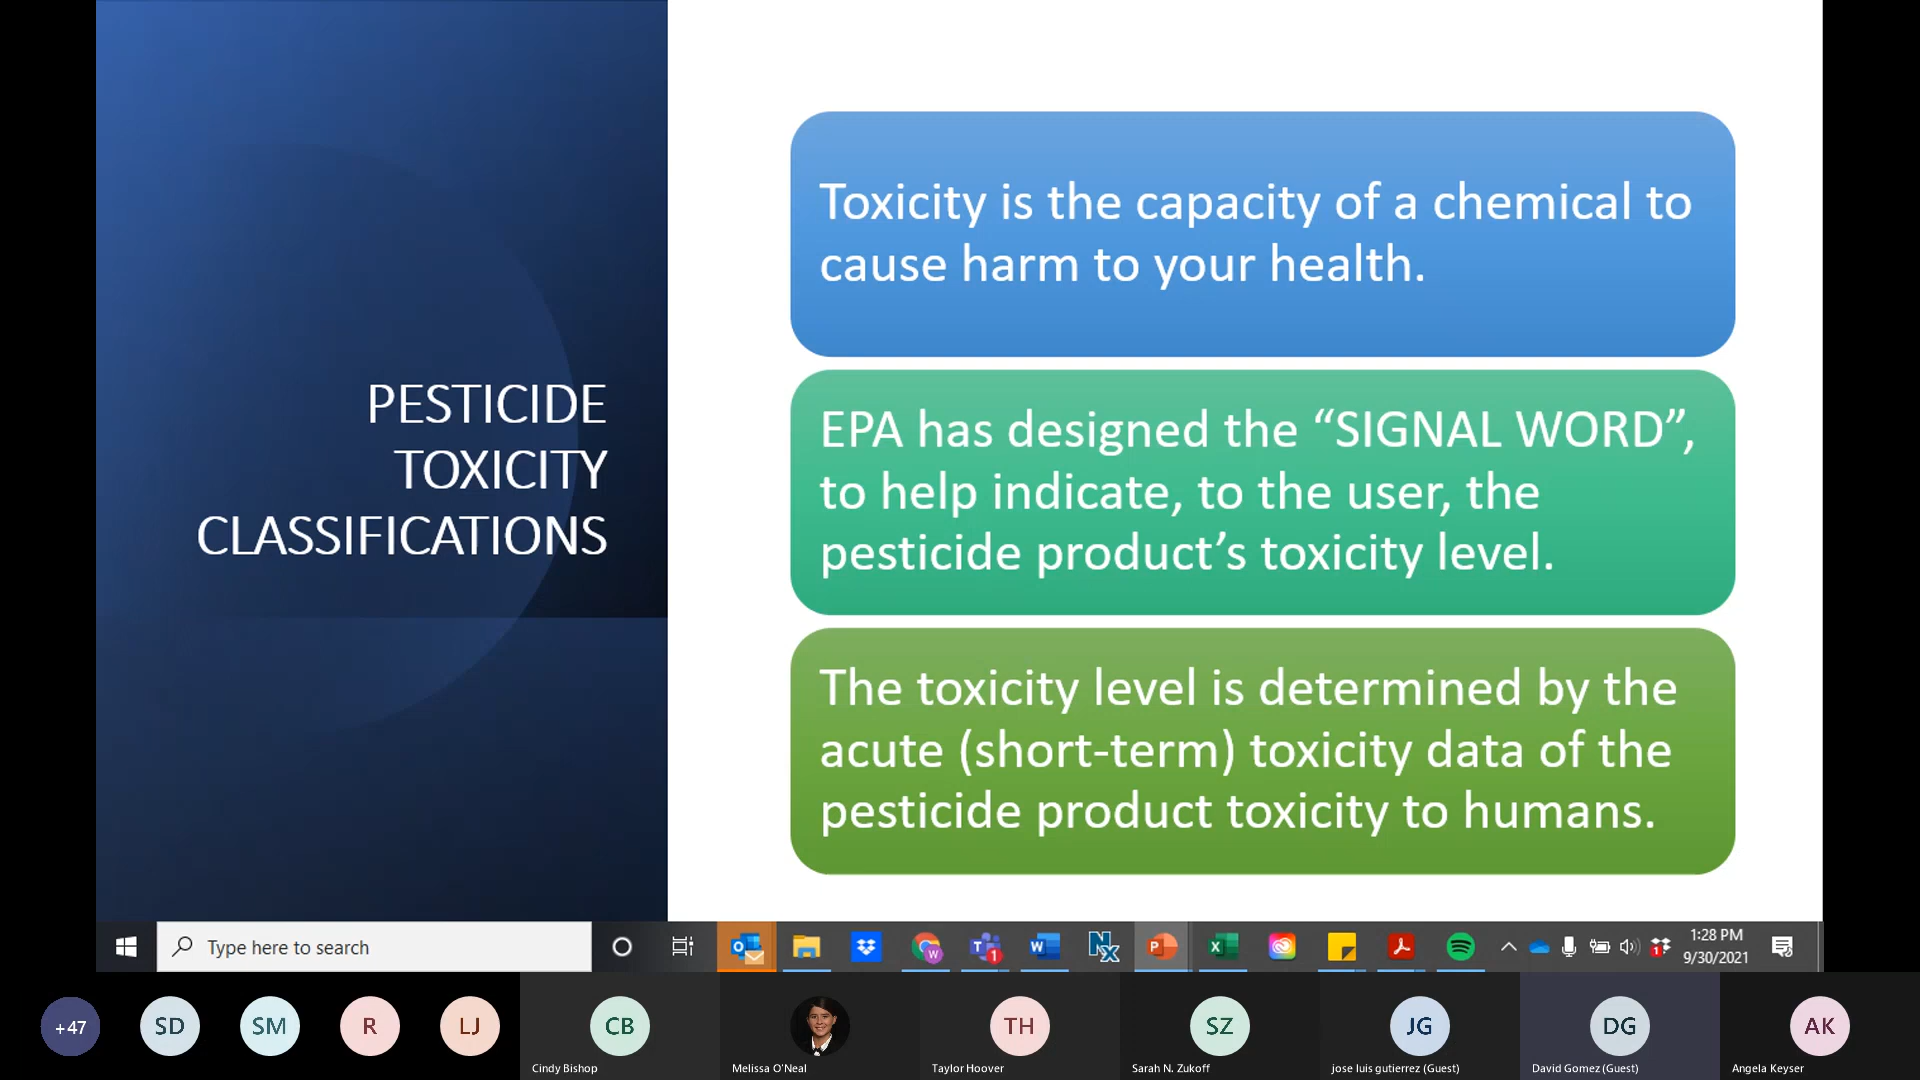 PESTICIDE
TOXICITY
CLASSIFICATIONS
Toxicity is the capacity of a chemical to
cause harm to your health.
EPA has designed the “SIGNAL WORD”,
to help indicate, to the user, the
pesticide product’s toxicity level.
The toxicity level is determined by the
acute (short-term) toxicity data of the
pesticide product toxicity to humans.
Type here to search
1:28 PM
9/30/2021
+47
SD
SM
R
LJ
CB
TH
SZ
JG
DG
AK
Cindy Bishop
Melissa O'Neal
Taylor Hoover
Sarah N. Zukoff
jose luis gutierrez (Guest)
David Gomez (Guest)
Angela Keyser